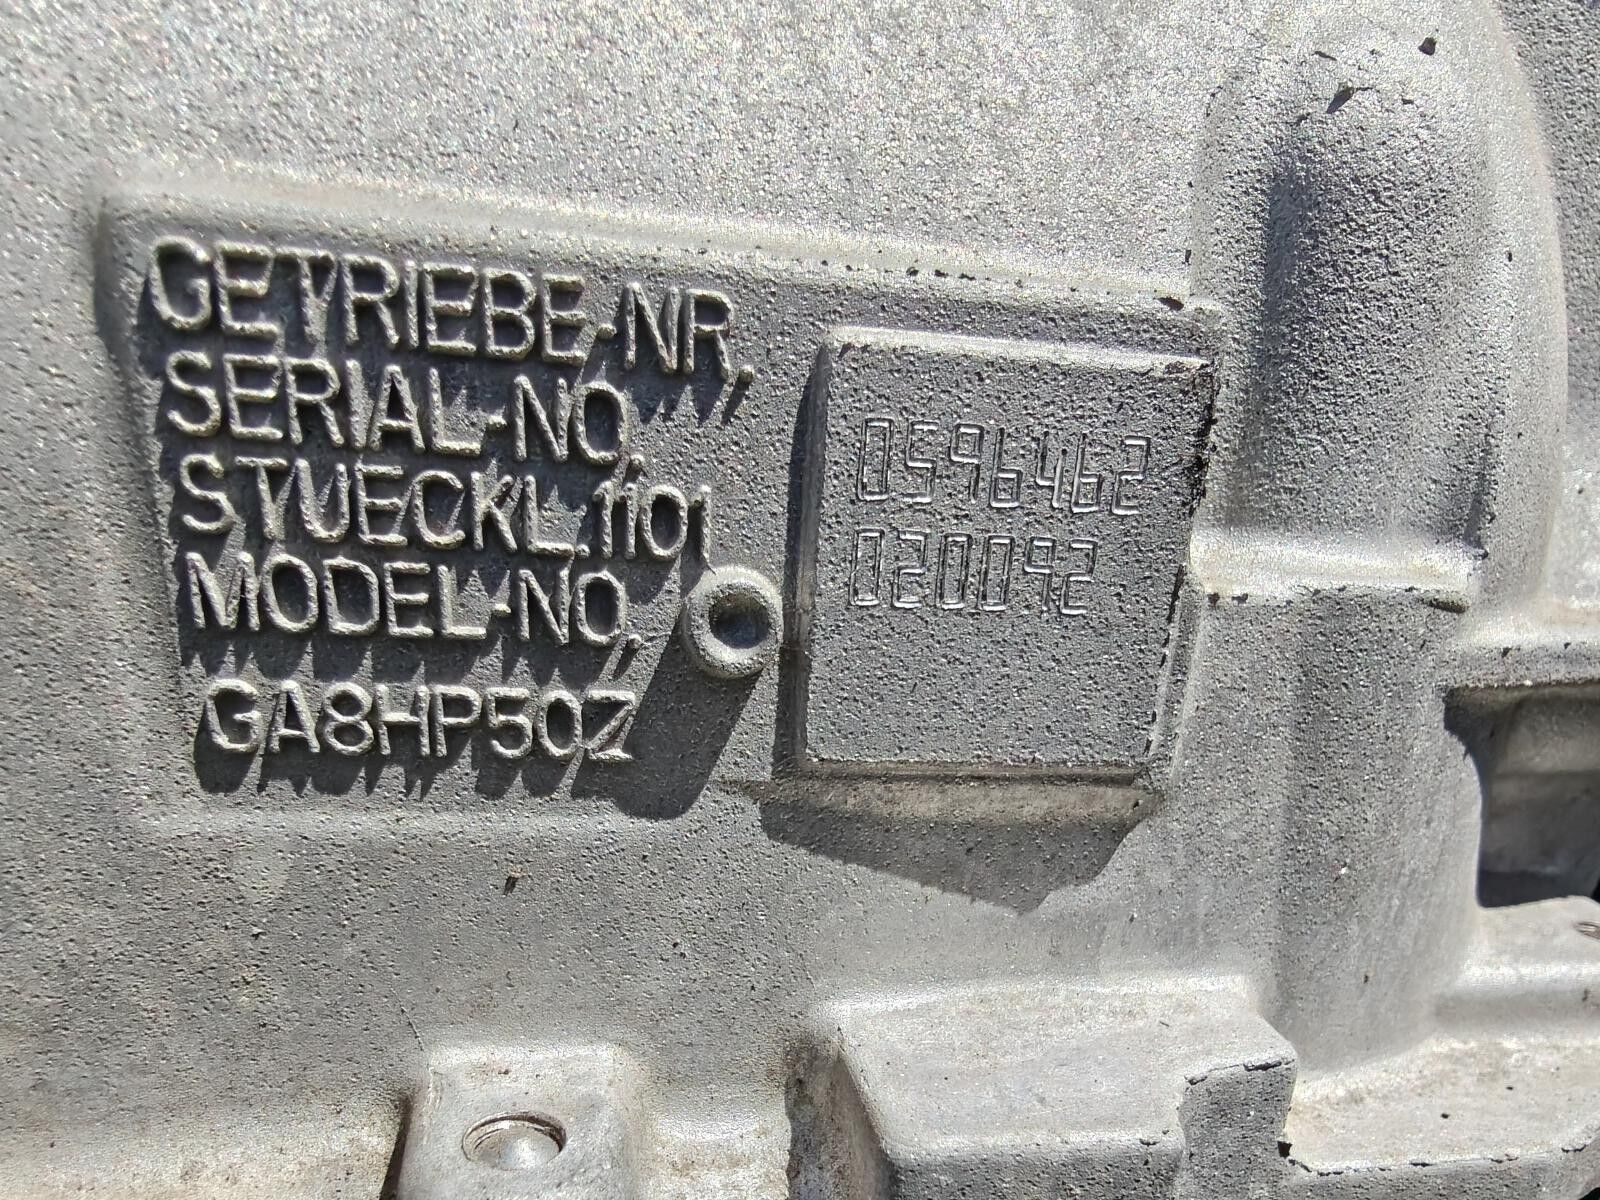 GETRIEBE-NR,
SERIAL-NO,
STUECKL.1101
MODEL-NO,
GA8HP50Z
0596462
020092